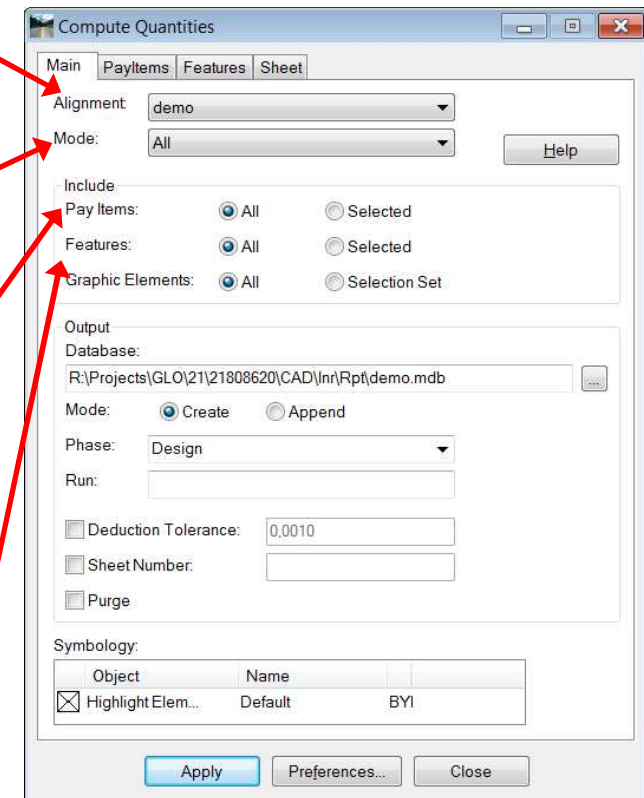 Compute Quantities
Main PayItems Features Sheet
Alignment: demo
Mode: All
Help
Include
Pay Items: All Selected
Features: All Selected
Graphic Elements: All Selection Set
Output
Database:
R:\Projects\GLO\21\21808620\CAD\Inr\Rpt\demo.mdb ...
Mode: Create Append
Phase: Design
Run:
Deduction Tolerance: 0,0010
Sheet Number:
Purge
Symbology:
Object Name
Highlight Elem... Default BYI
Apply Preferences... Close